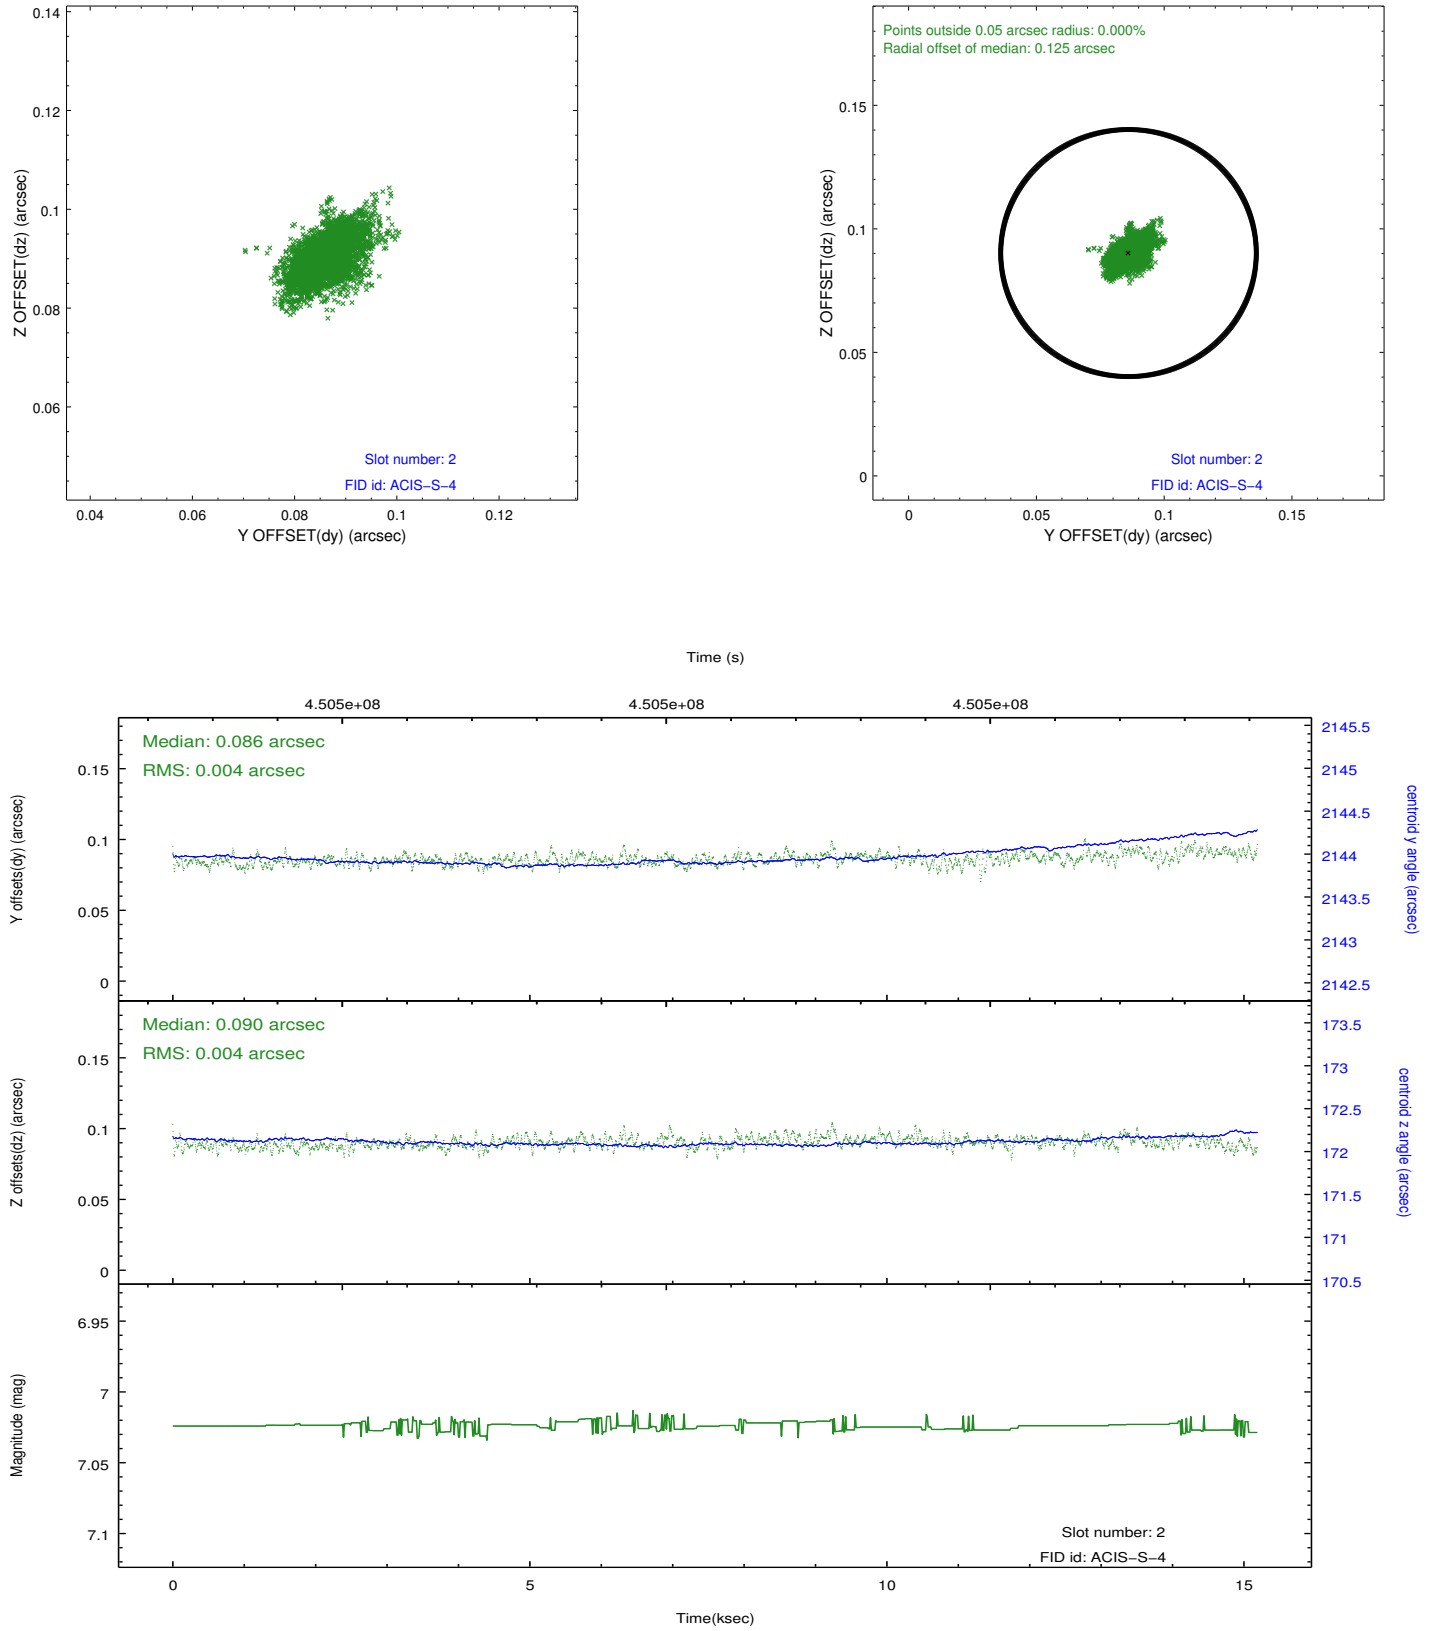 0.14
0.12
0.1
0.08
0.06
Z OFFSET(dz) (arcsec)
Slot number: 2
FID id: ACIS−S−4
0.04 0.06 0.08 0.1 0.12
Y OFFSET(dy) (arcsec)
Points outside 0.05 arcsec radius: 0.000%
Radial offset of median: 0.125 arcsec
0.15
0.1
0.05
0
Z OFFSET(dz) (arcsec)
Slot number: 2
FID id: ACIS−S−4
0 0.05 0.1 0.15
Y OFFSET(dy) (arcsec)
Time (s)
4.505e+08 4.505e+08 4.505e+08
Median: 0.086 arcsec
RMS: 0.004 arcsec
0.15
0.1
0.05
0
Y offsets(dy) (arcsec)
2145.5
2145
2144.5
2144
2143.5
2143
2142.5
centroid y angle (arcsec)
Median: 0.090 arcsec
RMS: 0.004 arcsec
0.15
0.1
0.05
0
Z offsets(dz) (arcsec)
173.5
173
172.5
172
171.5
171
170.5
centroid z angle (arcsec)
6.95
7
7.05
7.1
Magnitude (mag)
Slot number: 2
FID id: ACIS−S−4
0 5 10 15
Time(ksec)